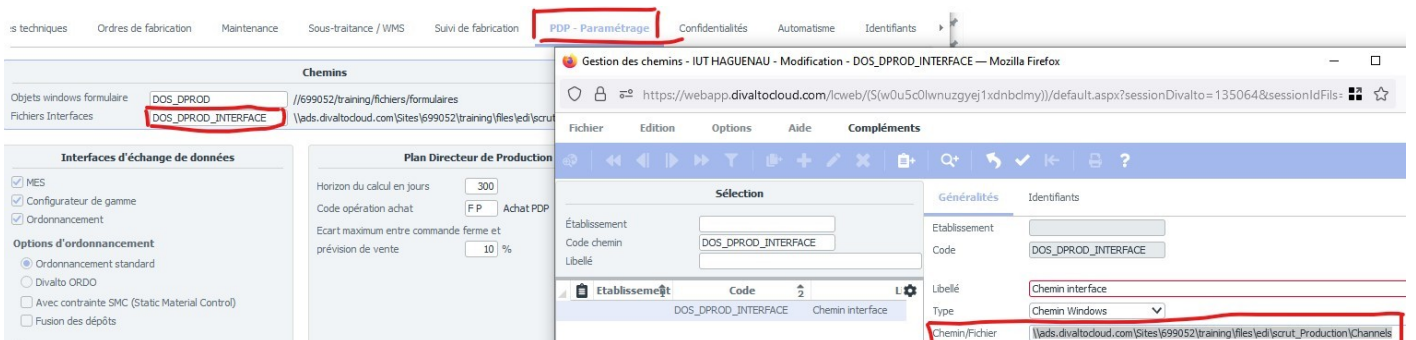 s techniques Ordres de fabrication Maintenance Sous-traitance / WMS Suivi de fabrication PDP - Paramétrage Confidentialités Automatisme Identifiants
Chemins
Objets windows formulaire DOS_DPROD //699052/training/fichiers/formulaires
Fichiers Interfaces DOS_DPROD_INTERFACE \\ads.divaltocloud.com\Sites\699052\training\files\edi\scrut
Interfaces d'échange de données
MES
Configurateur de gamme
Ordonnancement
Options d'ordonnancement
Ordonnancement standard
Divalto ORDO
Avec contrainte SMC (Static Material Control)
Fusion des dépôts
Plan Directeur de Production
Horizon du calcul en jours 300
Code opération achat F P Achat PDP
Ecart maximum entre commande ferme et
prévision de vente 10 %
Gestion des chemins - IUT HAGUENAU - Modification - DOS_DPROD_INTERFACE — Mozilla Firefox
https://webapp.divaltocloud.com/lcweb/(S(w0u5c0lwnuzgyej1xdnbclmy))/default.aspx?sessionDivalto=135064&sessionIdFils=
Fichier Edition Options Aide Compléments
Sélection
Établissement
Code chemin DOS_DPROD_INTERFACE
Libellé
Etablissement Code 2 L
DOS_DPROD_INTERFACE Chemin interface
Généralités Identifiants
Etablissement
Code DOS_DPROD_INTERFACE
Libellé Chemin interface
Type Chemin Windows
Chemin/Fichier \\ads.divaltocloud.com\Sites\699052\training\files\edi\scrut_Production\Channels